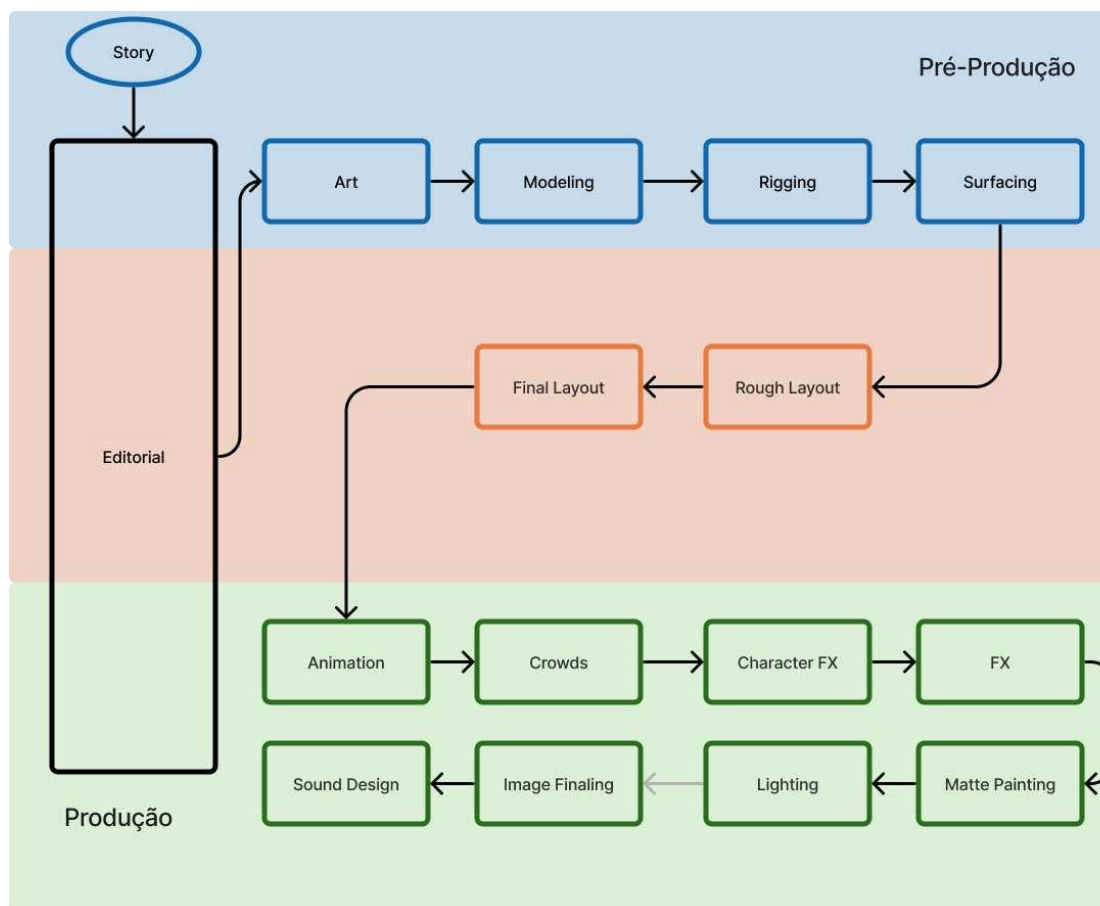 Story
Pré-Produção
Art
Modeling
Rigging
Surfacing
Final Layout
Rough Layout
Editorial
Animation
Crowds
Character FX
FX
Sound Design
Image Finaling
Lighting
Matte Painting
Produção